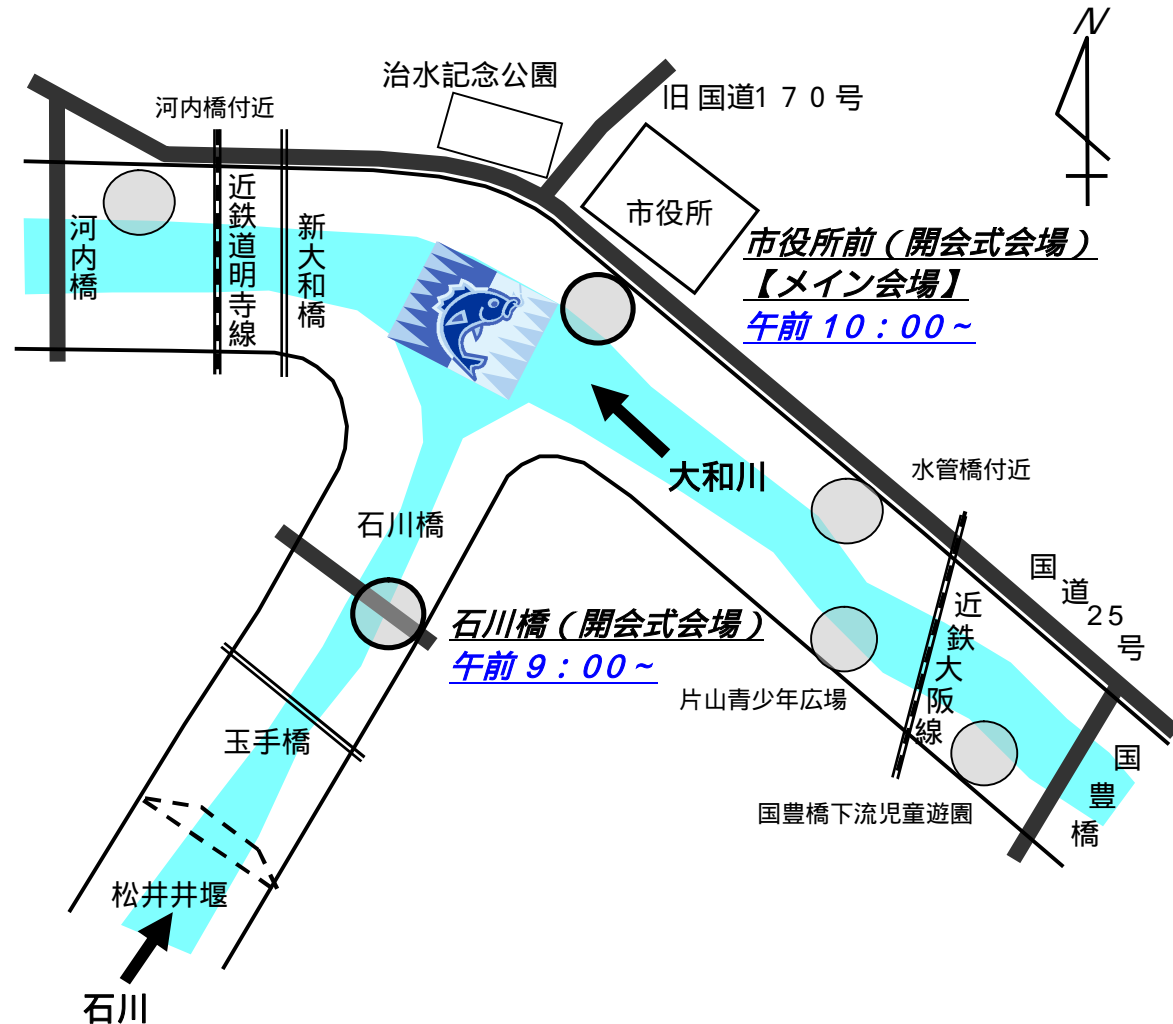 N
治水記念公園
旧国道170号
河内橋付近
市役所
近鉄道明寺線
新大和橋
河内橋
市役所前(開会式会場)
【メイン会場】
午前 10:00~
大和川
水管橋付近
石川橋
国道25号
近鉄大阪線
石川橋(開会式会場)
午前 9:00~
片山青少年広場
玉手橋
国豊橋
国豊橋下流児童遊園
松井井堰
石川